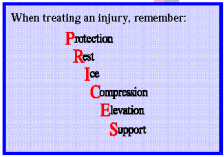 When treating an injury, remember:
Protection
Rest
Ice
Compression
Elevation
Support